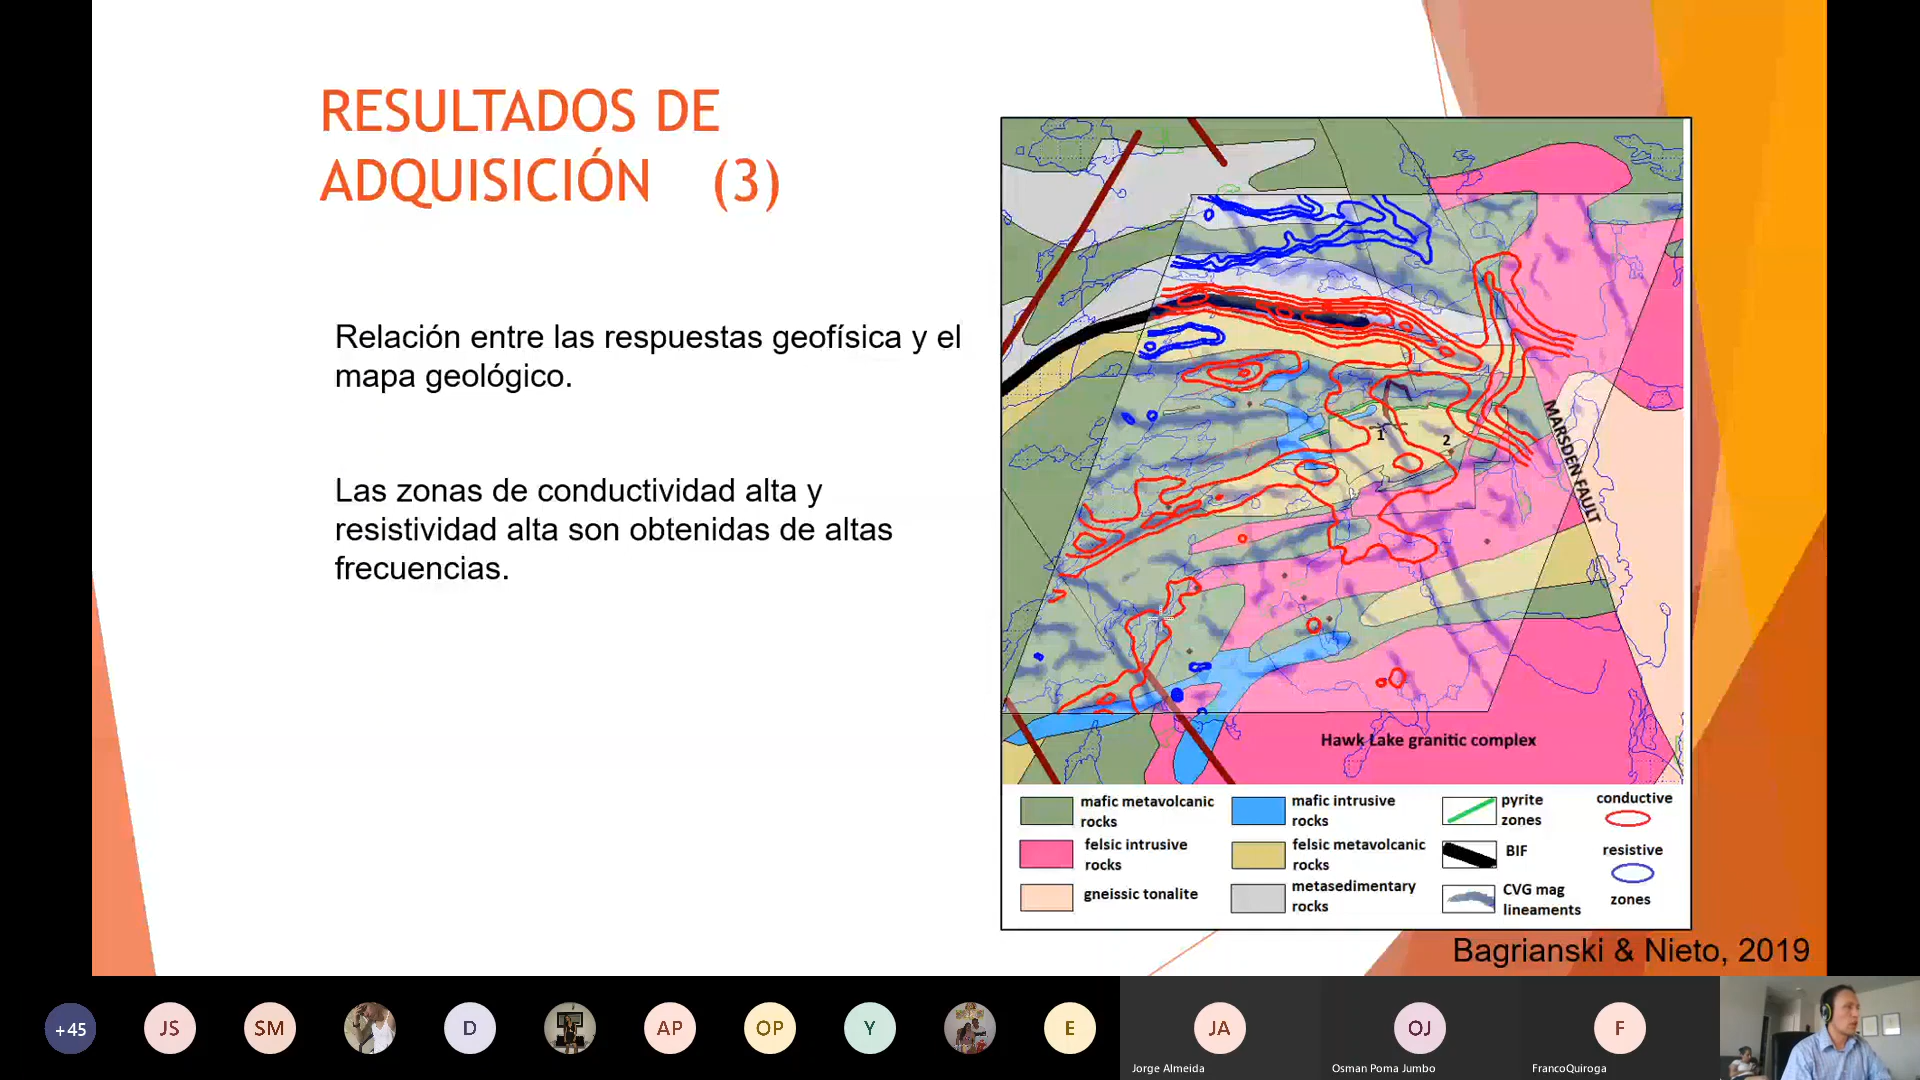 RESULTADOS DE
ADQUISICIÓN (3)
Relación entre las respuestas geofísica y el
mapa geológico.
Las zonas de conductividad alta y
resistividad alta son obtenidas de altas
frecuencias.
1
2
MARSDEN FAULT
Hawk Lake granitic complex
mafic metavolcanic
rocks
felsic intrusive
rocks
gneissic tonalite
mafic intrusive
rocks
felsic metavolcanic
rocks
metasedimentary
rocks
pyrite
zones
BIF
CVG mag
lineaments
conductive
resistive
zones
Bagrianski & Nieto, 2019
+45
JS
SM
D
AP
OP
Y
E
JA
OJ
F
Jorge Almeida
Osman Poma Jumbo
FrancoQuiroga